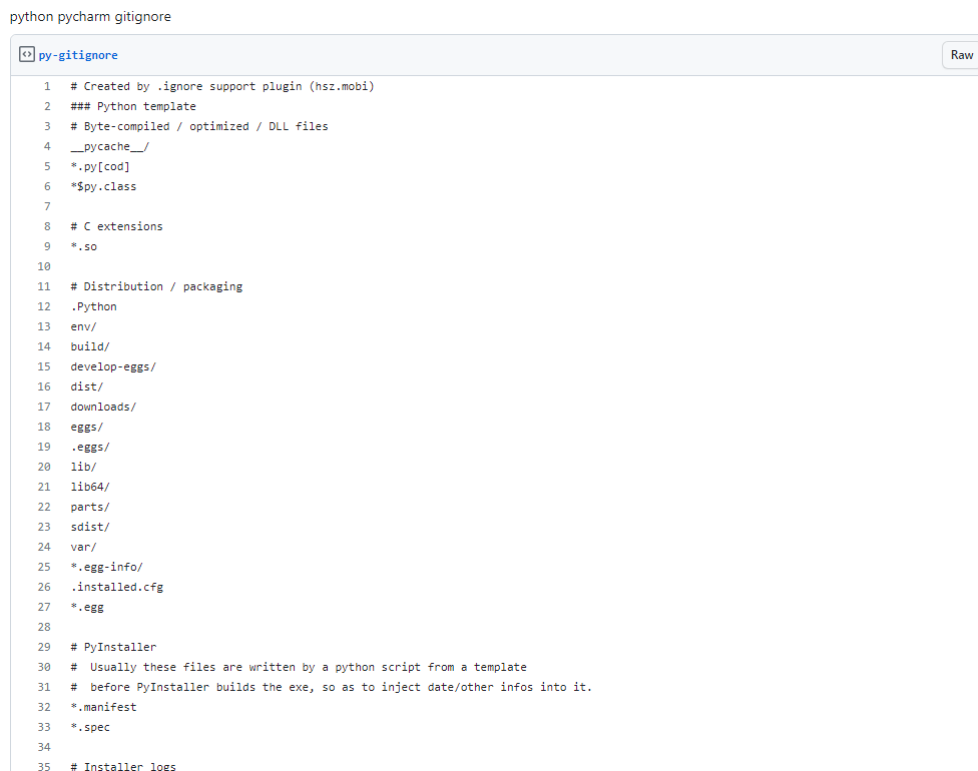 python pycharm gitignore
py-gitignore
Raw
1 # Created by .ignore support plugin (hsz.mobi)
2 ### Python template
3 # Byte-compiled / optimized / DLL files
4 __pycache__/
5 *.py[cod]
6 *$py.class
7
8 # C extensions
9 *.so
10
11 # Distribution / packaging
12 .Python
13 env/
14 build/
15 develop-eggs/
16 dist/
17 downloads/
18 eggs/
19 .eggs/
20 lib/
21 lib64/
22 parts/
23 sdist/
24 var/
25 *.egg-info/
26 .installed.cfg
27 *.egg
28
29 # PyInstaller
30 #  Usually these files are written by a python script from a template
31 #  before PyInstaller builds the exe, so as to inject date/other infos into it.
32 *.manifest
33 *.spec
34
35 # Installer logs